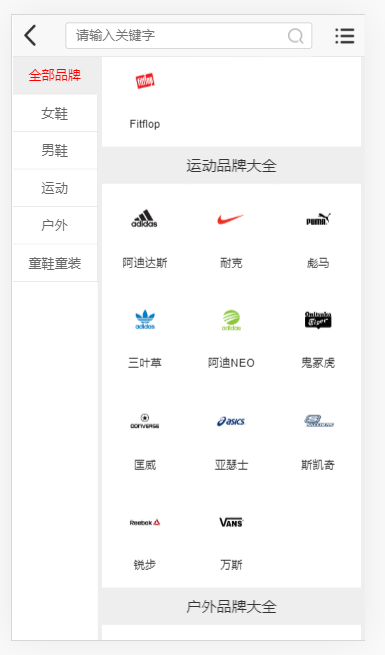 请输入关键字
全部品牌
女鞋
男鞋
运动
户外
童鞋童装
fitflop
Fitflop
运动品牌大全
adidas
PUMA
阿迪达斯
耐克
彪马
adidas
adidas
Onitsuka
Tiger
三叶草
阿迪NEO
鬼冢虎
CONVERSE
asics
SKECHERS
匡威
亚瑟士
斯凯奇
Reebok
VANS
锐步
万斯
户外品牌大全